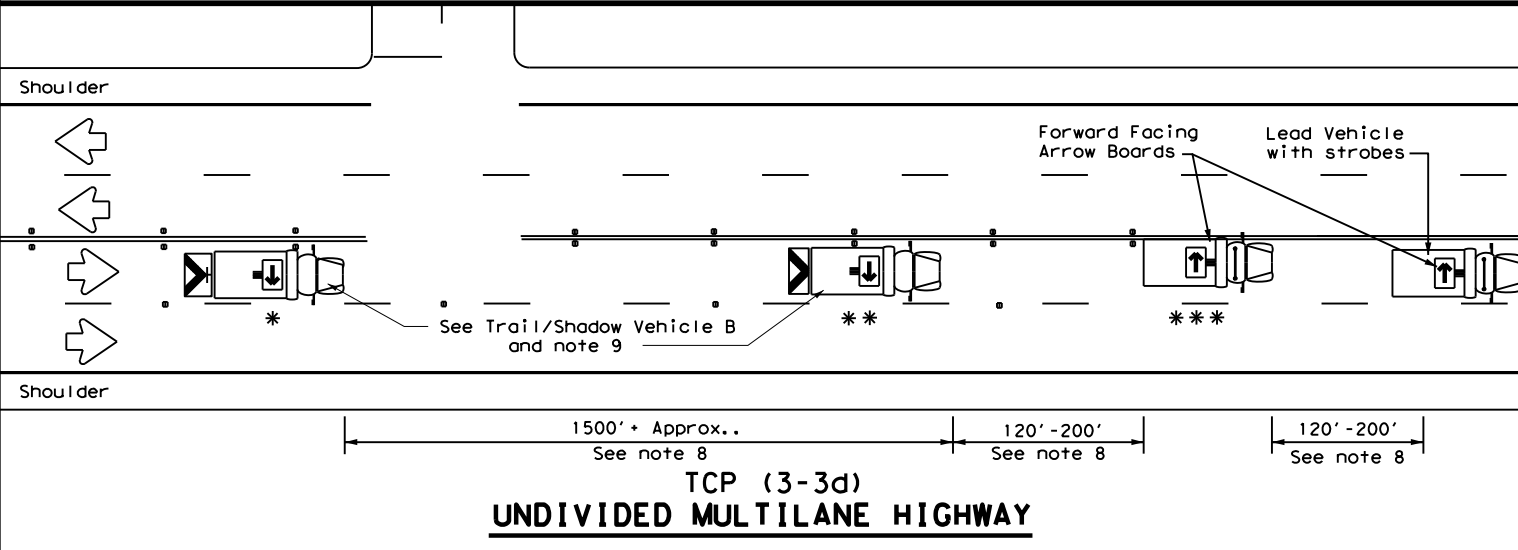 Shoulder
Forward Facing
Arrow Boards
Lead Vehicle
with strobes
*
**
***
See Trail/Shadow Vehicle B
and note 9
Shoulder
1500'+ Approx..
See note 8
120'-200'
See note 8
120'-200'
See note 8
TCP (3-3d)
UNDIVIDED MULTILANE HIGHWAY